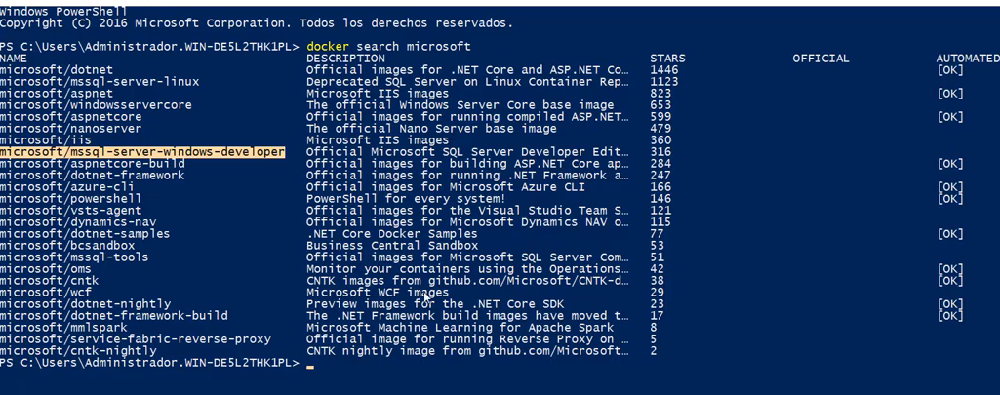 Windows PowerShell
Copyright (C) 2016 Microsoft Corporation. Todos los derechos reservados.
PS C:\Users\Administrador.WIN-DE5L2THK1PL> docker search microsoft
NAME DESCRIPTION STARS OFFICIAL AUTOMATED
microsoft/dotnet Official images for .NET Core and ASP.NET Co… 1446 [OK]
microsoft/mssql-server-linux Deprecated SQL Server on Linux Container Rep… 1123
microsoft/aspnet Microsoft IIS images 823 [OK]
microsoft/windowsservercore The official Windows Server Core base image 653
microsoft/aspnetcore Official images for running compiled ASP.NET… 599 [OK]
microsoft/nanoserver The official Nano Server base image 479
microsoft/iis Microsoft IIS images 360
microsoft/mssql-server-windows-developer Official Microsoft SQL Server Developer Edit… 316
microsoft/aspnetcore-build Official images for building ASP.NET Core ap… 284 [OK]
microsoft/dotnet-framework Official images for running .NET Framework a… 247 [OK]
microsoft/azure-cli Official images for Microsoft Azure CLI 166 [OK]
microsoft/powershell PowerShell for every system! 146 [OK]
microsoft/vsts-agent Official images for the Visual Studio Team S… 121
microsoft/dynamics-nav Official images for Microsoft Dynamics NAV o… 115
microsoft/dotnet-samples .NET Core Docker Samples 77 [OK]
microsoft/bcsandbox Business Central Sandbox 53
microsoft/mssql-tools Official images for Microsoft SQL Server Com… 51
microsoft/oms Monitor your containers using the Operations… 42 [OK]
microsoft/cntk CNTK images from github.com/Microsoft/CNTK-d… 38 [OK]
microsoft/wcf Microsoft WCF images 29
microsoft/dotnet-nightly Preview images for the .NET Core SDK 23 [OK]
microsoft/dotnet-framework-build The .NET Framework build images have moved t… 17 [OK]
microsoft/mmlspark Microsoft Machine Learning for Apache Spark 8
microsoft/service-fabric-reverse-proxy Official image for running Reverse Proxy on … 5
microsoft/cntk-nightly CNTK nightly image from github.com/Microsoft… 2
PS C:\Users\Administrador.WIN-DE5L2THK1PL>